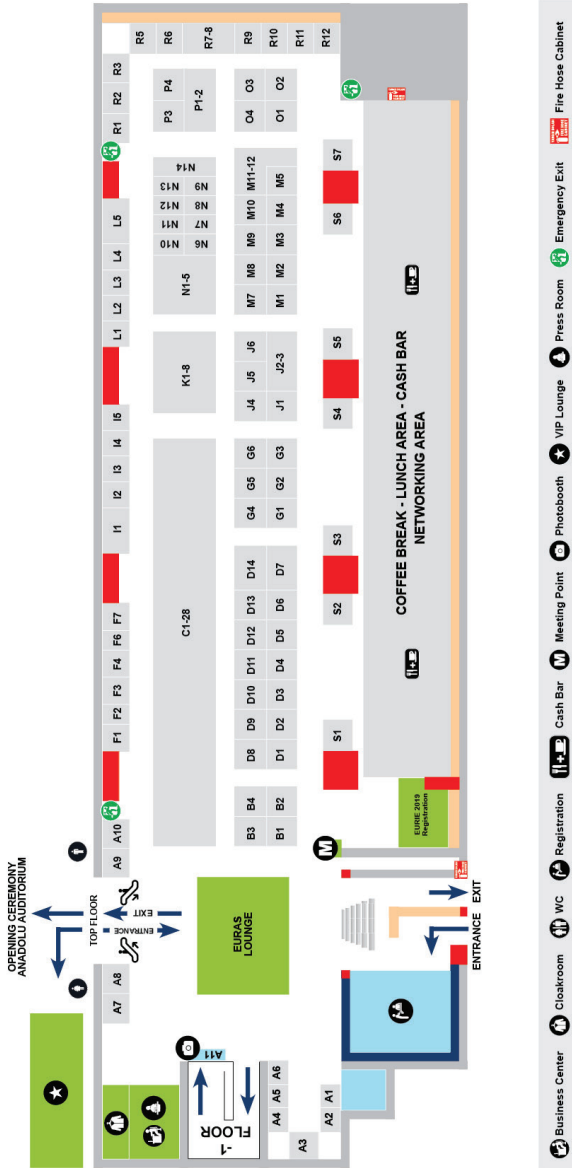 OPENING CEREMONY
ANADOLU AUDITORIUM
TOP FLOOR
ENTRANCE
EXIT
A7 A8 A9 A10 F1 F2 F3 F4 F6 F7 I1 I2 I3 I4 I5 L1 L2 L3 L4 L5 R1 R2 R3
R5 R6 R7-8 R9 R10 R11 R12
C1-28 K1-8 N1-5
N10 N11 N12 N13
N6 N7 N8 N9
N14
P3 P4
P1-2
A11
-1
FLOOR
EURAS
LOUNGE
B3 B4 D8 D9 D10 D11 D12 D13 D14 G4 G5 G6 J4 J5 J6 M7 M8 M9 M10 M11-12 O4 O3
B1 B2 D1 D2 D3 D4 D5 D6 D7 G1 G2 G3 J1 J2-3 M1 M2 M3 M4 M5 O1 O2
A4 A5 A6
A3
A2 A1
M
S1 S2 S3 S4 S5 S6 S7
COFFEE BREAK - LUNCH AREA - CASH BAR
NETWORKING AREA
EURIE 2019
Registration
ENTRANCE
EXIT
Business Center Cloakroom WC Registration Cash Bar M Meeting Point Photobooth VIP Lounge Press Room Emergency Exit Fire Hose Cabinet